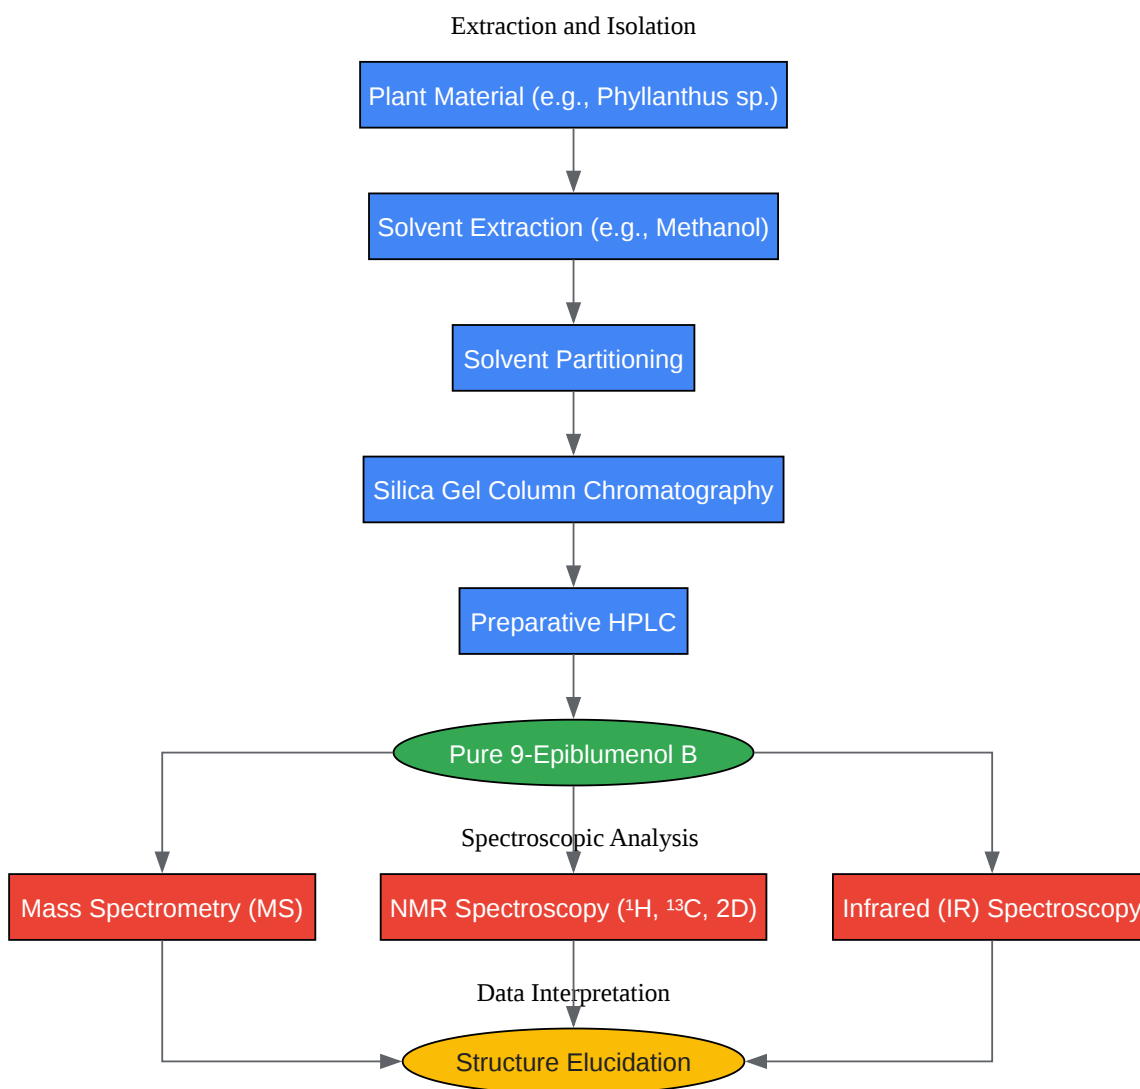 Extraction and Isolation
Plant Material (e.g., Phyllanthus sp.)
Solvent Extraction (e.g., Methanol)
Solvent Partitioning
Silica Gel Column Chromatography
Preparative HPLC
Pure 9-Epiblumenol B
Spectroscopic Analysis
Mass Spectrometry (MS)
NMR Spectroscopy (¹H, ¹³C, 2D)
Infrared (IR) Spectroscopy
Data Interpretation
Structure Elucidation